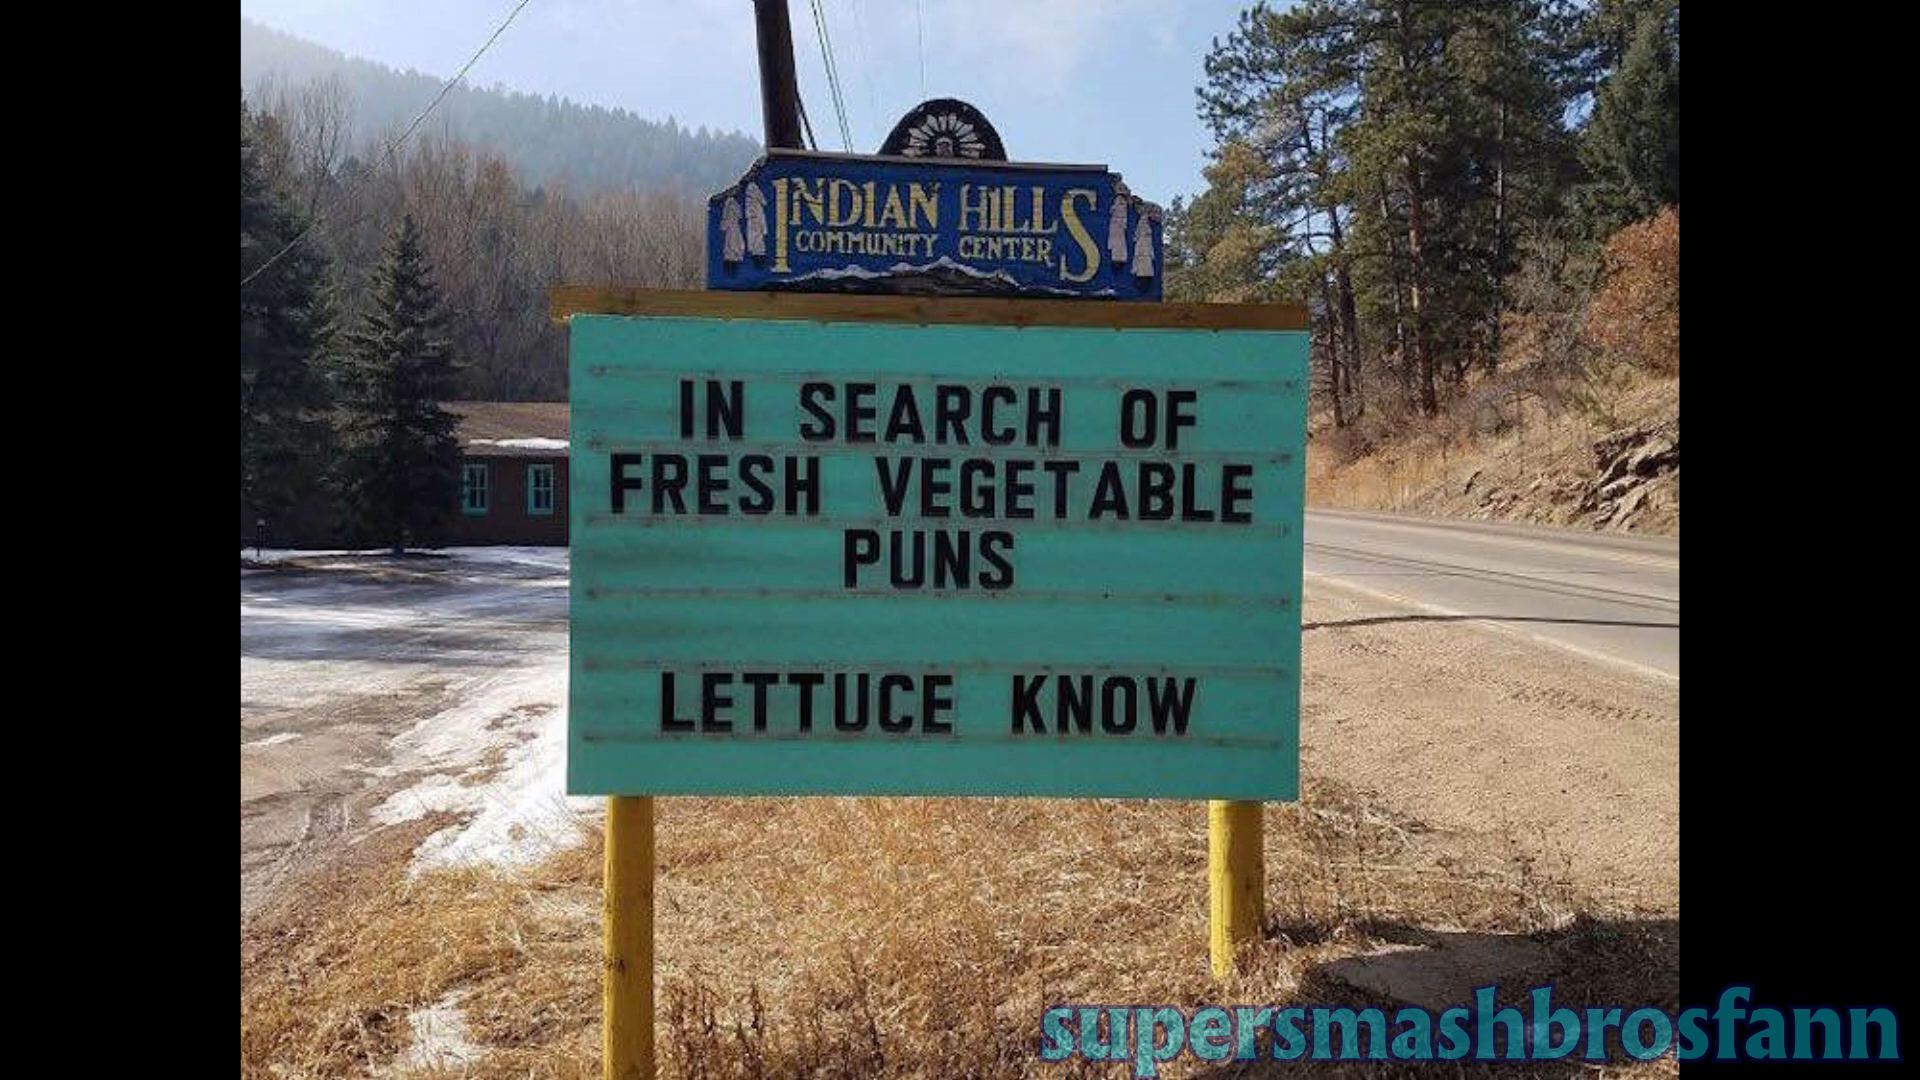 INDIAN HILLS
COMMUNITY CENTER
IN SEARCH OF
FRESH VEGETABLE
PUNS
LETTUCE KNOW
supersmashbrosfann